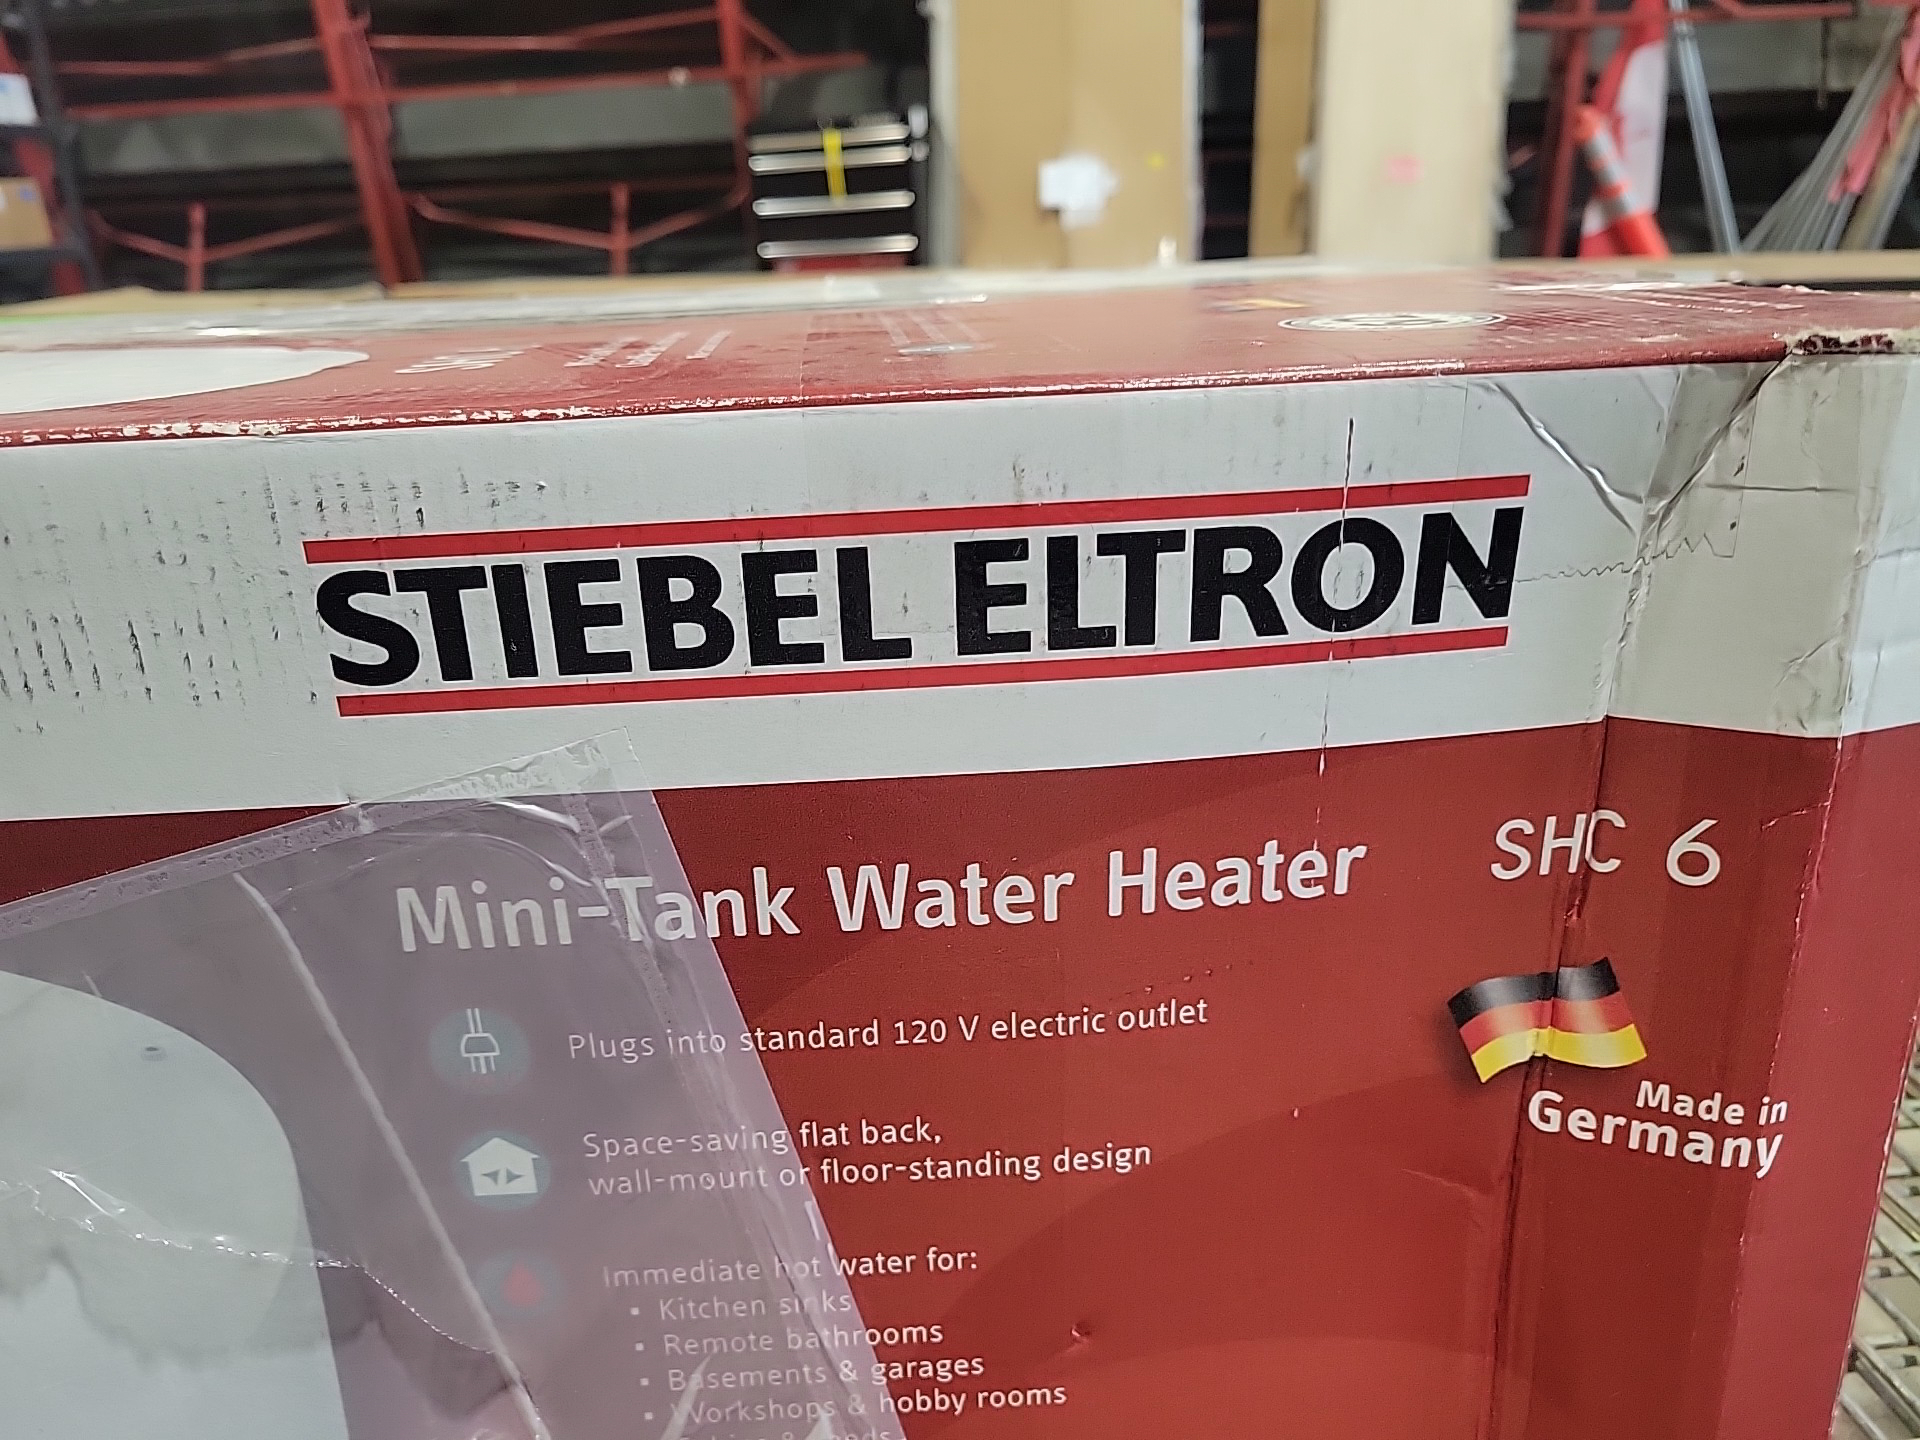 STIEBEL ELTRON
Mini-Tank Water Heater
SHC 6
Plugs into standard 120 V electric outlet
Made in
Germany
Space-saving flat back,
wall-mount or floor-standing design
Immediate hot water for:
▪ Kitchen sinks
▪ Remote bathrooms
▪ Basements & garages
▪ Workshops & hobby rooms